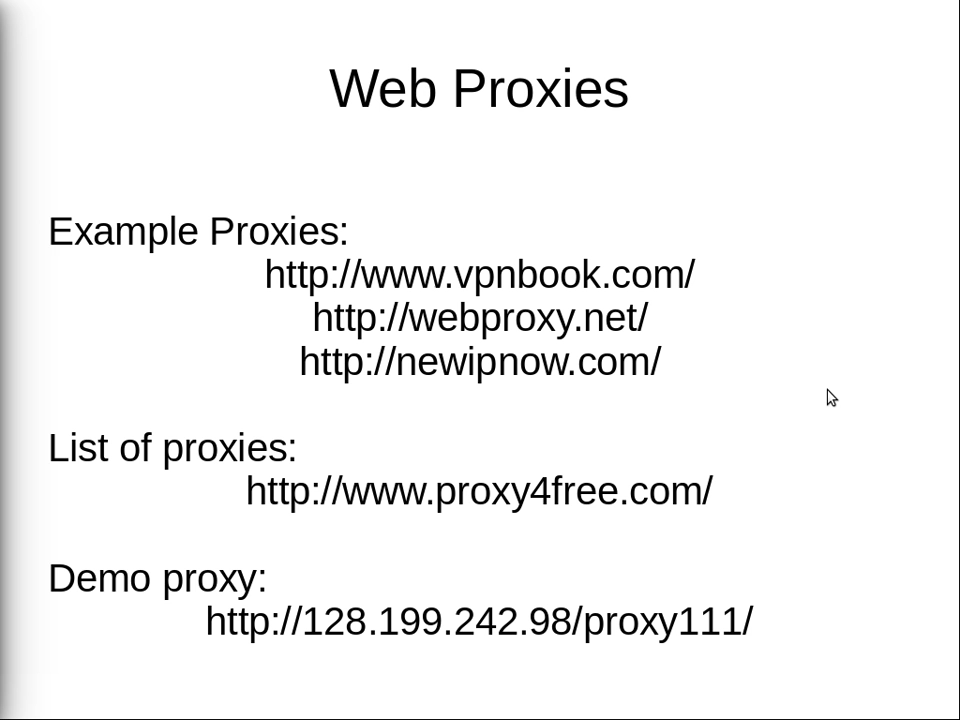 Web Proxies
Example Proxies:
http://www.vpnbook.com/
http://webproxy.net/
http://newipnow.com/
List of proxies:
http://www.proxy4free.com/
Demo proxy:
http://128.199.242.98/proxy111/